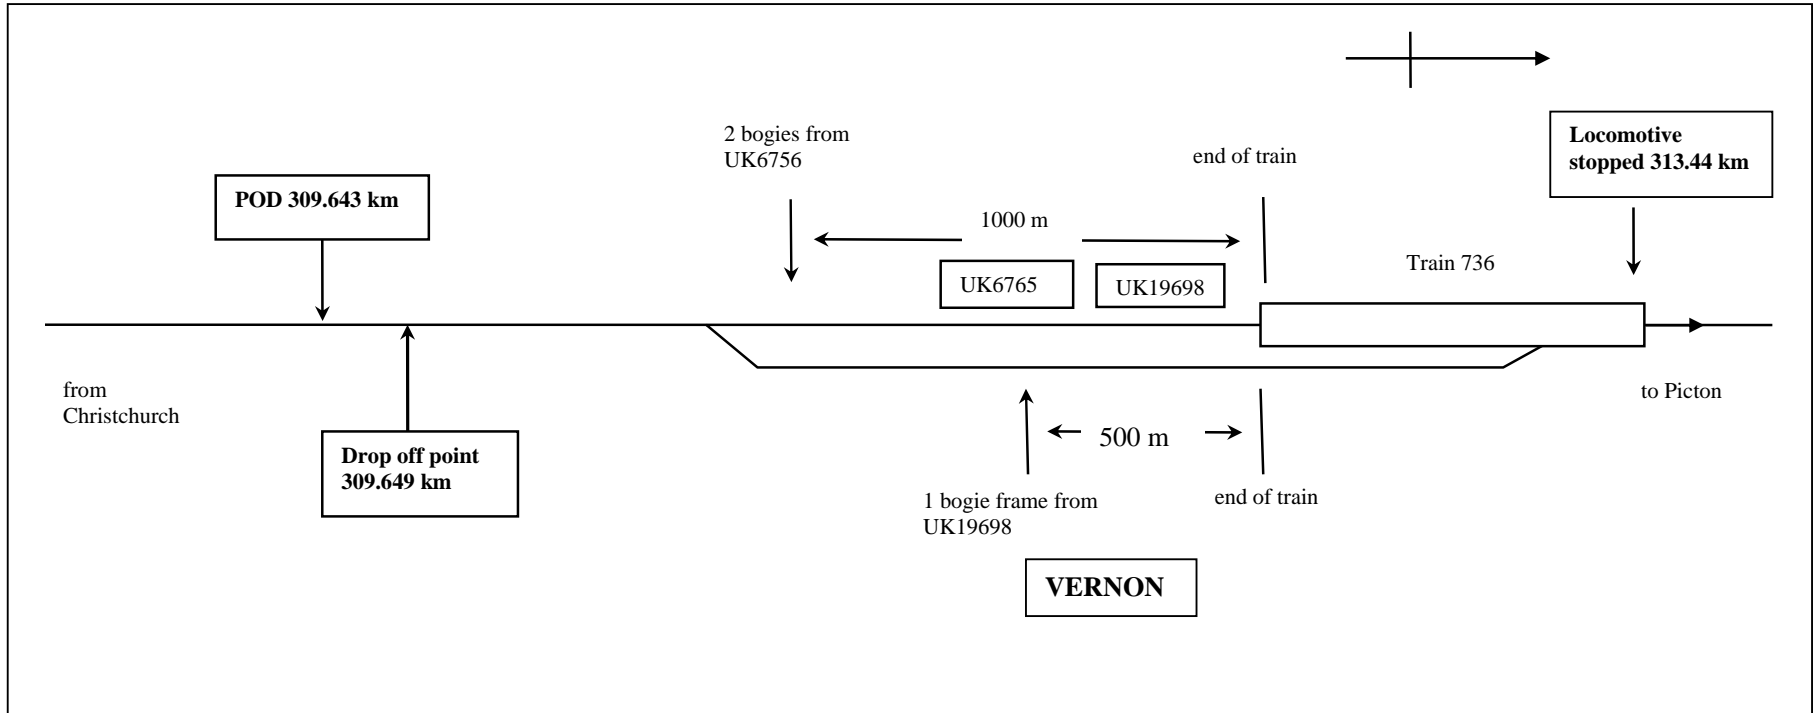 2 bogies from
UK6756
end of train
Locomotive
stopped 313.44 km
POD 309.643 km
1000 m
Train 736
UK6765
UK19698
from
Christchurch
to Picton
Drop off point
309.649 km
500 m
1 bogie frame from
UK19698
end of train
VERNON